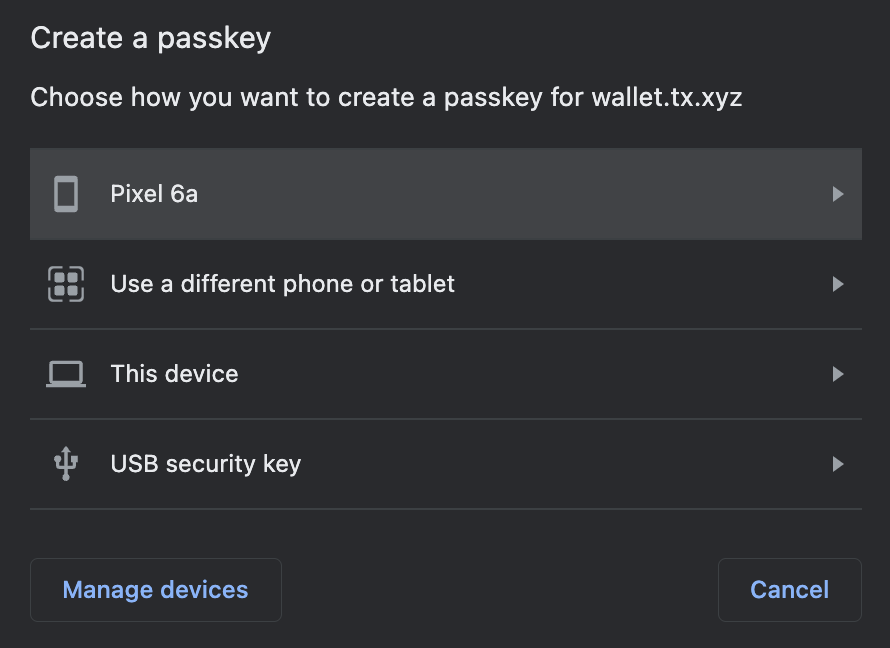 Create a passkey
Choose how you want to create a passkey for wallet.tx.xyz
Pixel 6a
Use a different phone or tablet
This device
USB security key
Manage devices
Cancel